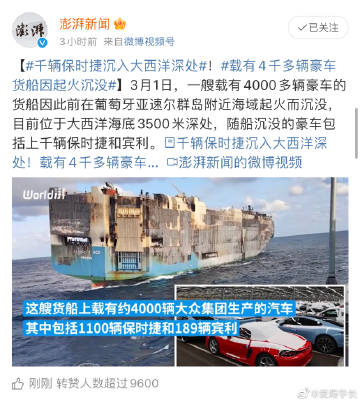 澎湃
澎湃新闻
3小时前 来自微博视频号
已关注
【#千辆保时捷沉入大西洋深处#！#载有4千多辆豪车
货船因起火沉没#】3月1日，一艘载有4000多辆豪车的
货船因此前在葡萄牙亚速尔群岛附近海域起火而沉没，
目前位于大西洋海底3500米深处，随船沉没的豪车包
括上千辆保时捷和宾利。千辆保时捷沉入大西洋深
处！载有4千多辆豪车... 澎湃新闻的微博视频
这艘货船上载有约4000辆大众集团生产的汽车
其中包括1100辆保时捷和189辆宾利
刚刚 转赞人数超过9600